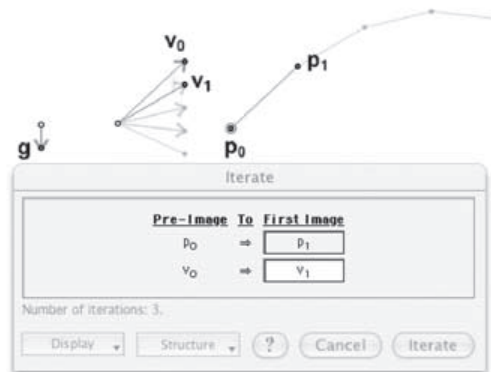 v0
v1
p1
g
p0
Iterate
Pre-Image To First Image
p0 ⇒ p1
v0 ⇒ v1
Number of iterations: 3.
Display Structure ? Cancel Iterate